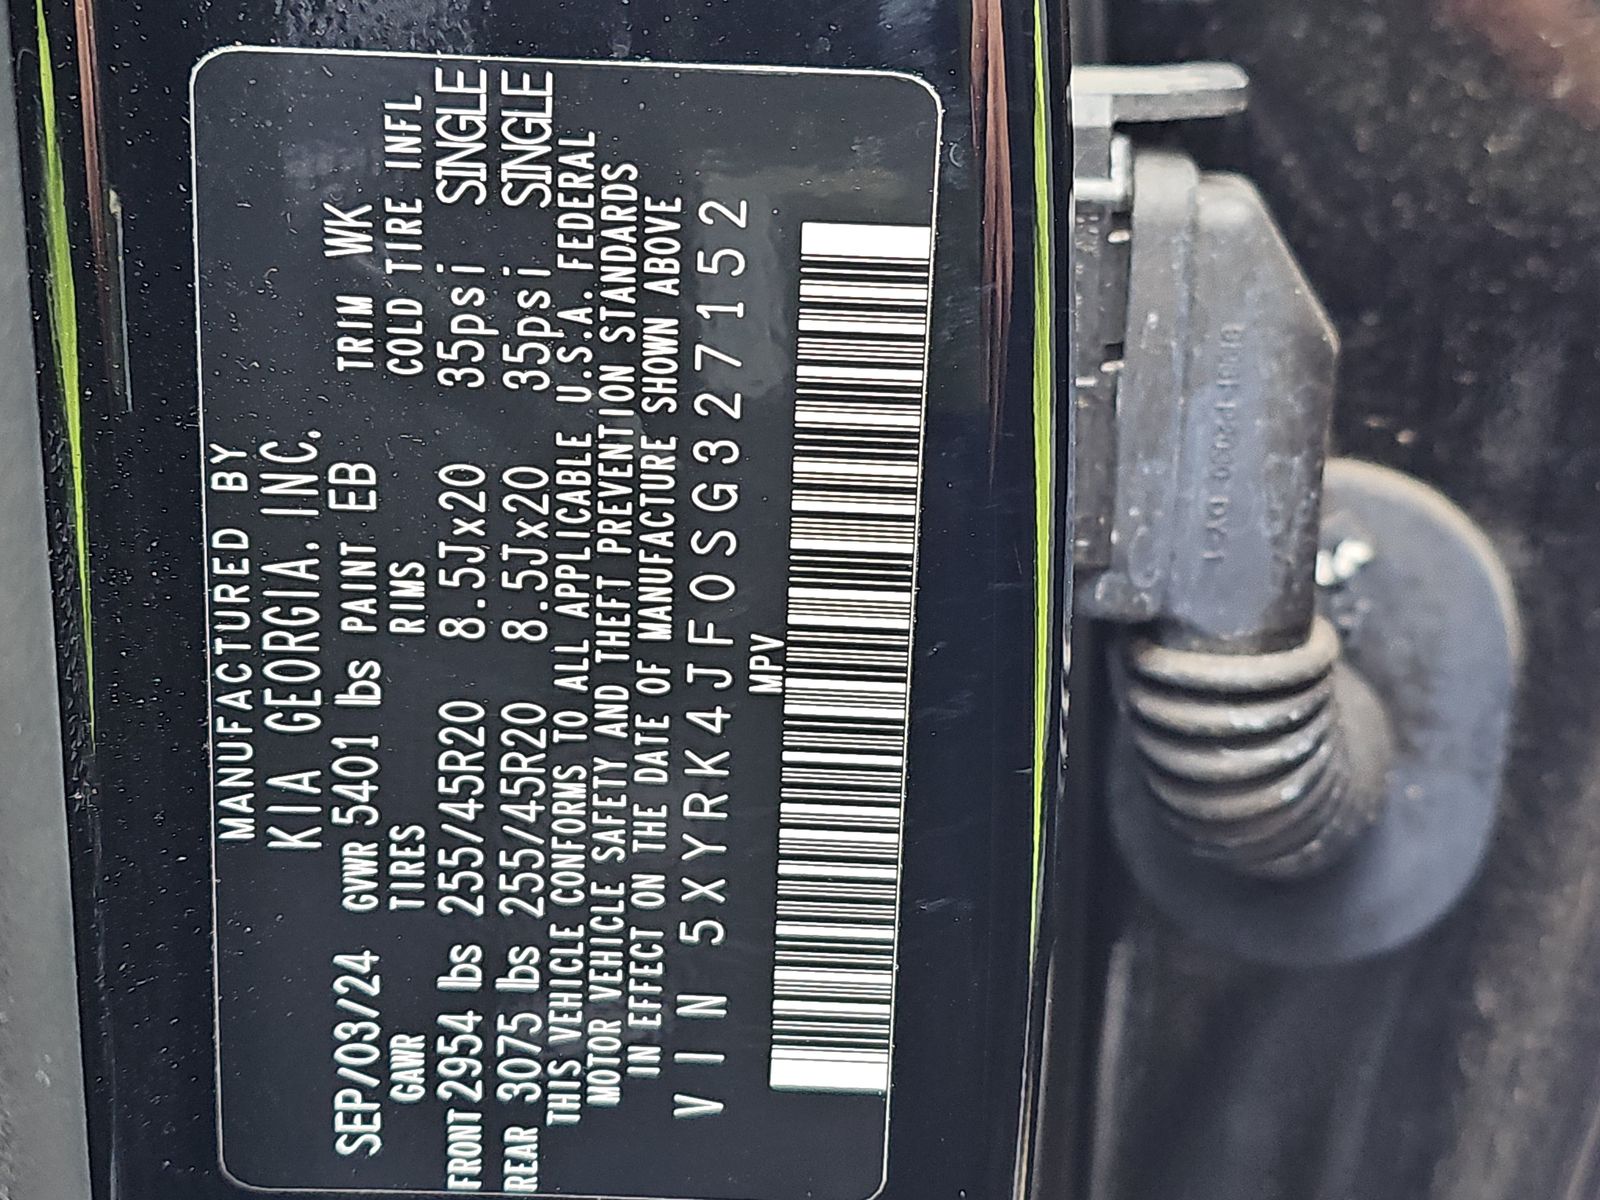 MANUFACTURED BY
KIA GEORGIA. INC.
SEP/03/24 GVWR 5401 lbs PAINT EB TRIM WK
GAWR TIRES RIMS COLD TIRE INFL
FRONT 2954 lbs 255/45R20 8.5Jx20 35psi SINGLE
REAR 3075 lbs 255/45R20 8.5Jx20 35psi SINGLE
THIS VEHICLE CONFORMS TO ALL APPLICABLE U.S.A. FEDERAL
MOTOR VEHICLE SAFETY AND THEFT PREVENTION STANDARDS
IN EFFECT ON THE DATE OF MANUFACTURE SHOWN ABOVE
VIN 5XYRK4JF0SG327152
MPV